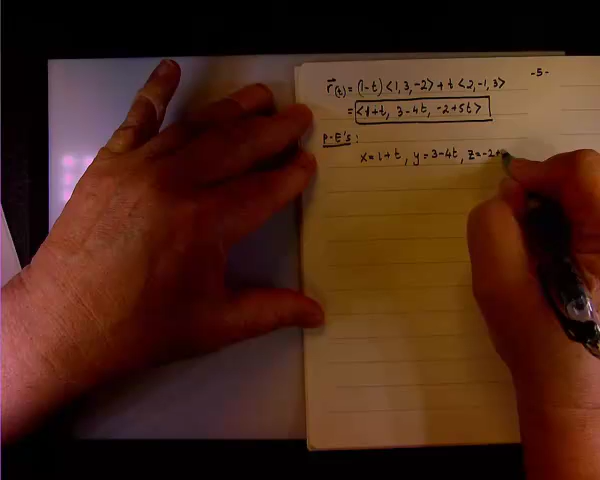 -5-
r⃗(t) = (1-t) <1, 3, -2> + t <2, -1, 3>
= <1+t, 3-4t, -2+5t>
P-E's:
x = 1+t, y = 3-4t, z = -2+